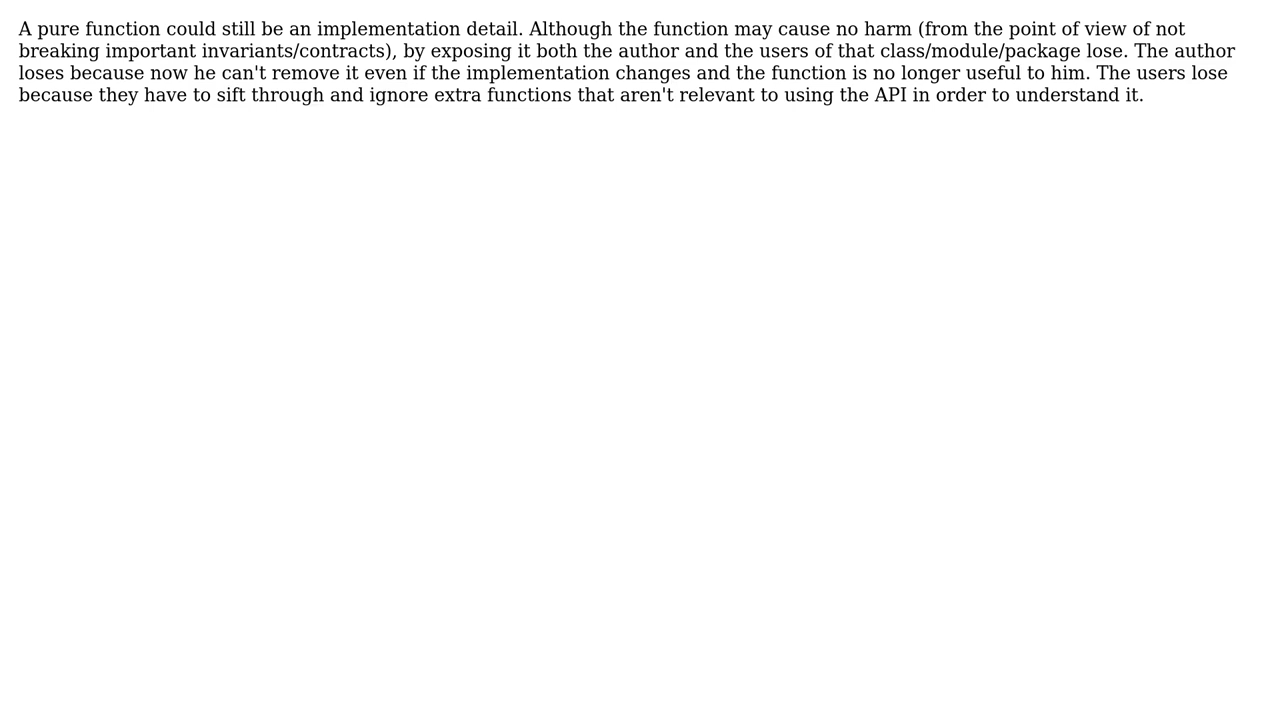 A pure function could still be an implementation detail. Although the function may cause no harm (from the point of view of not
breaking important invariants/contracts), by exposing it both the author and the users of that class/module/package lose. The author
loses because now he can't remove it even if the implementation changes and the function is no longer useful to him. The users lose
because they have to sift through and ignore extra functions that aren't relevant to using the API in order to understand it.